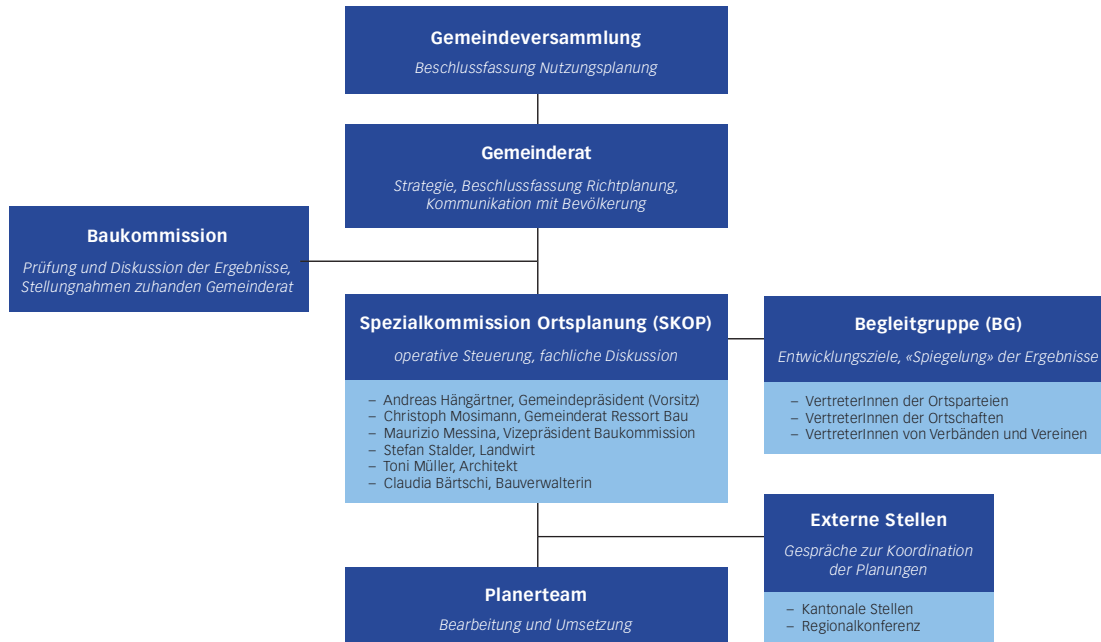 Gemeindeversammlung
Beschlussfassung Nutzungsplanung
Gemeinderat
Strategie, Beschlussfassung Richtplanung,
Kommunikation mit Bevölkerung
Baukommission
Prüfung und Diskussion der Ergebnisse,
Stellungnahmen zuhanden Gemeinderat
Spezialkommission Ortsplanung (SKOP)
operative Steuerung, fachliche Diskussion
– Andreas Hängärtner, Gemeindepräsident (Vorsitz)
– Christoph Mosimann, Gemeinderat Ressort Bau
– Maurizio Messina, Vizepräsident Baukommission
– Stefan Stalder, Landwirt
– Toni Müller, Architekt
– Claudia Bärtschi, Bauverwalterin
Begleitgruppe (BG)
Entwicklungsziele, «Spiegelung» der Ergebnisse
– VertreterInnen der Ortsparteien
– VertreterInnen der Ortschaften
– VertreterInnen von Verbänden und Vereinen
Externe Stellen
Gespräche zur Koordination
der Planungen
– Kantonale Stellen
– Regionalkonferenz
Planerteam
Bearbeitung und Umsetzung